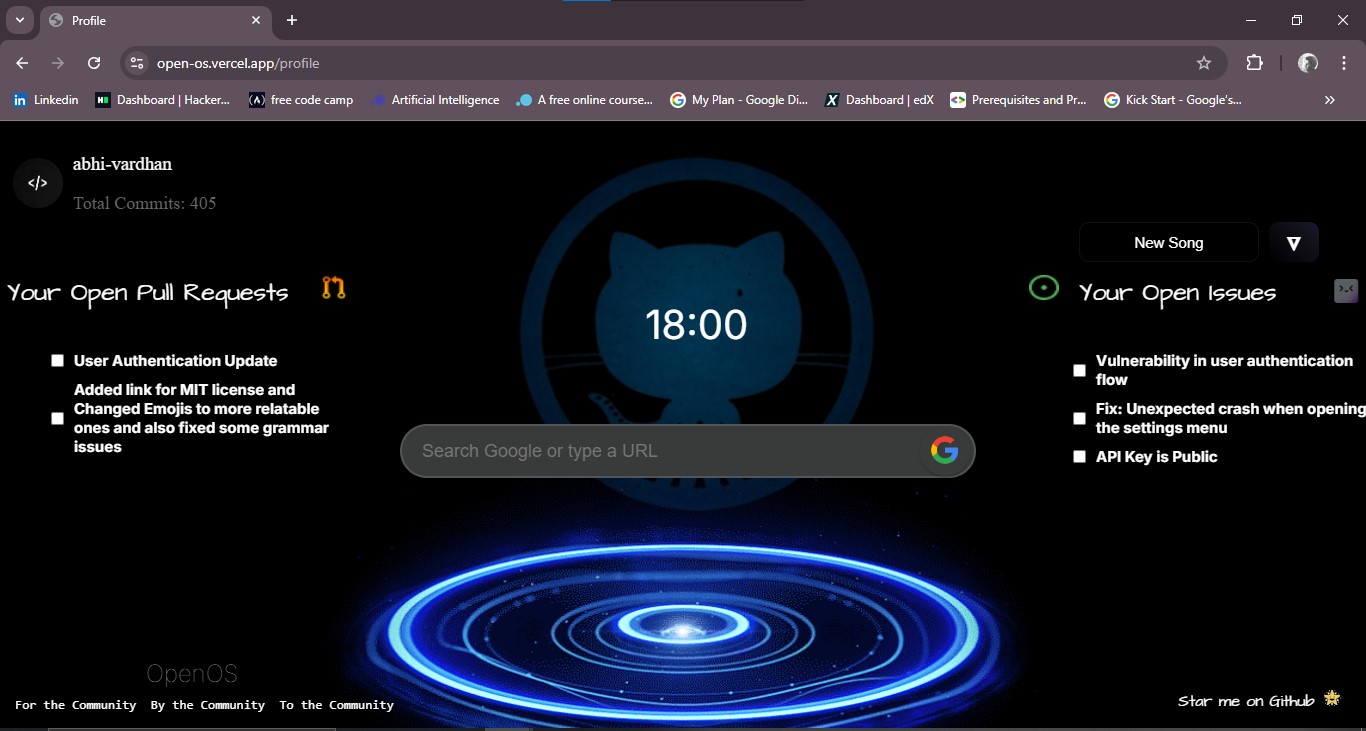 Profile
open-os.vercel.app/profile
Linkedin
Dashboard | Hacker...
free code camp
Artificial Intelligence
A free online course...
My Plan - Google Di...
Dashboard | edX
Prerequisites and Pr...
Kick Start - Google's...
abhi-vardhan
Total Commits: 405
New Song
Your Open Pull Requests
User Authentication Update
Added link for MIT license and
Changed Emojis to more relatable
ones and also fixed some grammar
issues
18:00
Search Google or type a URL
Your Open Issues
Vulnerability in user authentication
flow
Fix: Unexpected crash when opening
the settings menu
API Key is Public
OpenOS
For the Community By the Community To the Community
Star me on Github